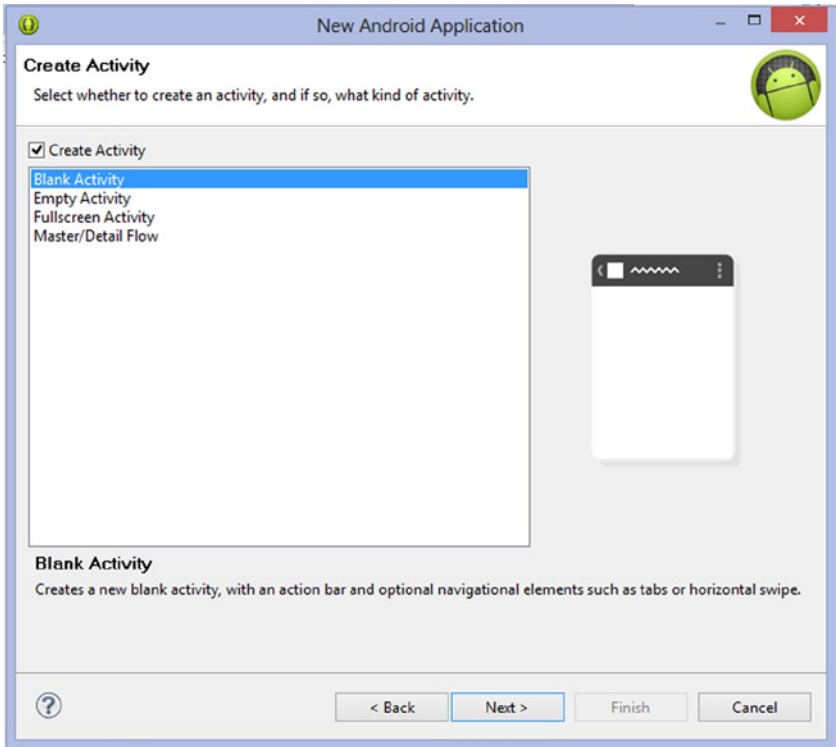 New Android Application
Create Activity
Select whether to create an activity, and if so, what kind of activity.
Create Activity
Blank Activity
Empty Activity
Fullscreen Activity
Master/Detail Flow
Blank Activity
Creates a new blank activity, with an action bar and optional navigational elements such as tabs or horizontal swipe.
< Back
Next >
Finish
Cancel